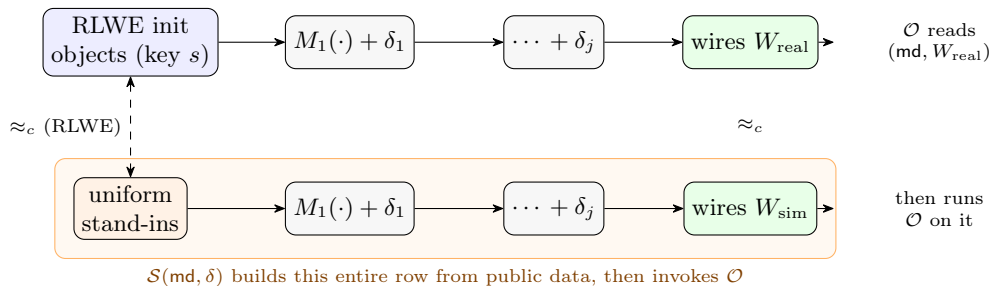 RLWE init
objects (key s)
M₁(·) + δ₁
⋯ + δⱼ
wires W_real
𝒪 reads
(md, W_real)
≈_c (RLWE)
≈_c
uniform
stand-ins
M₁(·) + δ₁
⋯ + δⱼ
wires W_sim
then runs
𝒪 on it
𝒮(md, δ) builds this entire row from public data, then invokes 𝒪